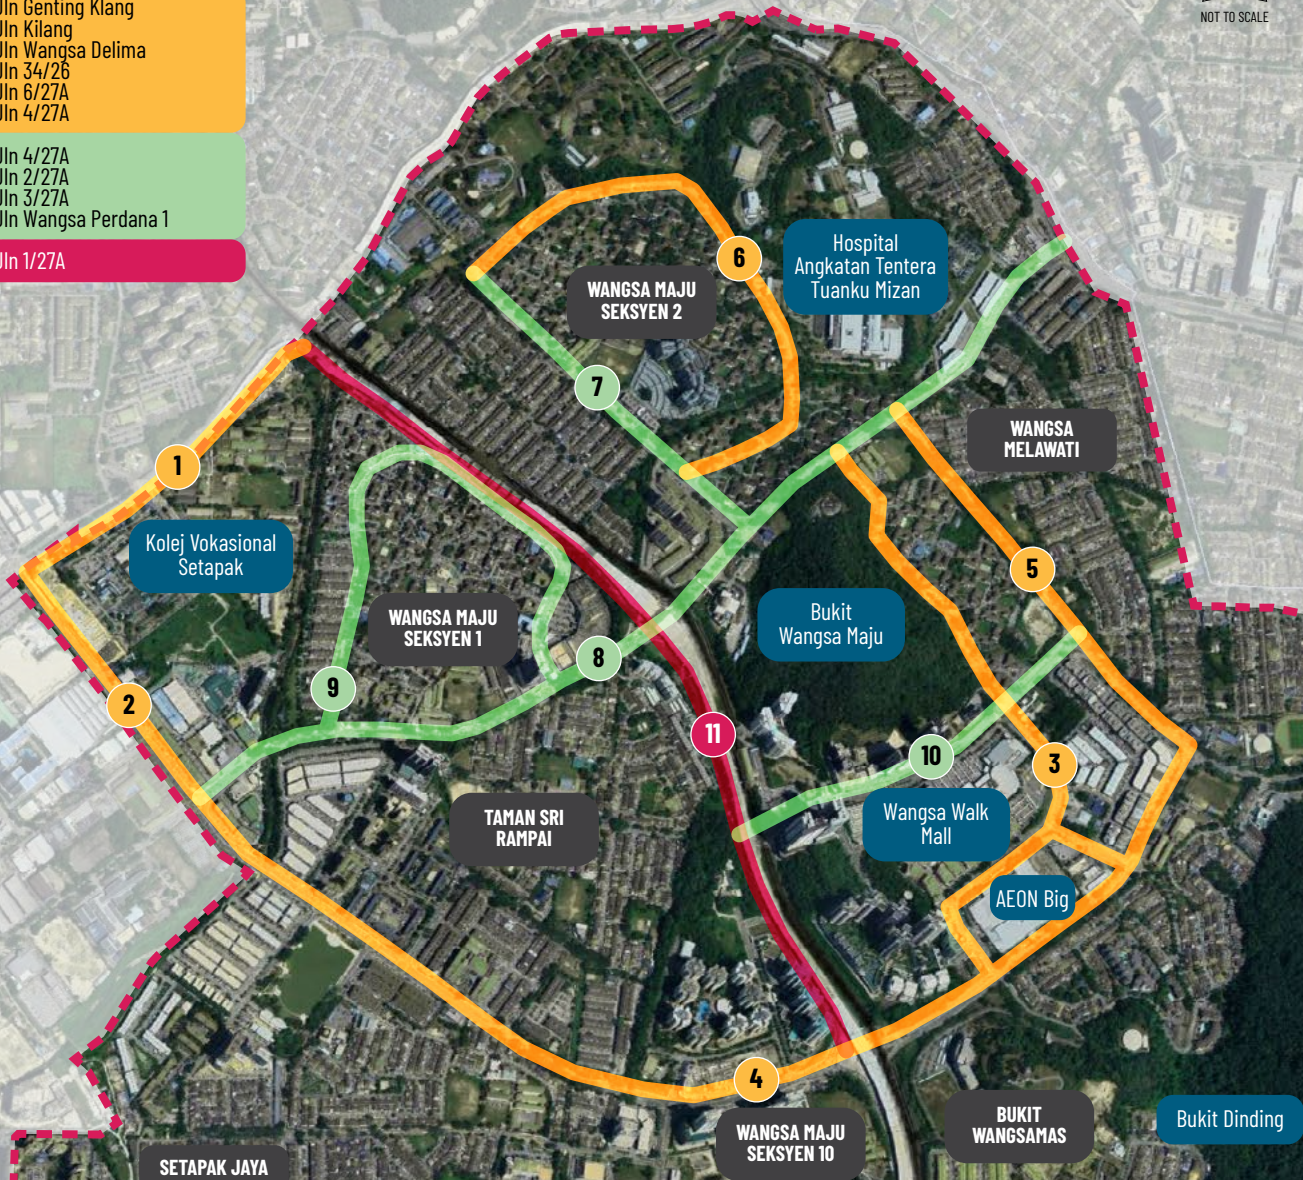 Jln Genting Klang
Jln Kilang
Jln Wangsa Delima
Jln 34/26
Jln 6/27A
Jln 4/27A
Jln 4/27A
Jln 2/27A
Jln 3/27A
Jln Wangsa Perdana 1
Jln 1/27A
NOT TO SCALE
6
Hospital
Angkatan Tentera
Tuanku Mizan
WANGSA MAJU
SEKSYEN 2
7
WANGSA
MELAWATI
1
Kolej Vokasional
Setapak
5
WANGSA MAJU
SEKSYEN 1
Bukit
Wangsa Maju
8
9
2
11
10
3
TAMAN SRI
RAMPAI
Wangsa Walk
Mall
AEON Big
4
WANGSA MAJU
SEKSYEN 10
BUKIT
WANGSAMAS
Bukit Dinding
SETAPAK JAYA